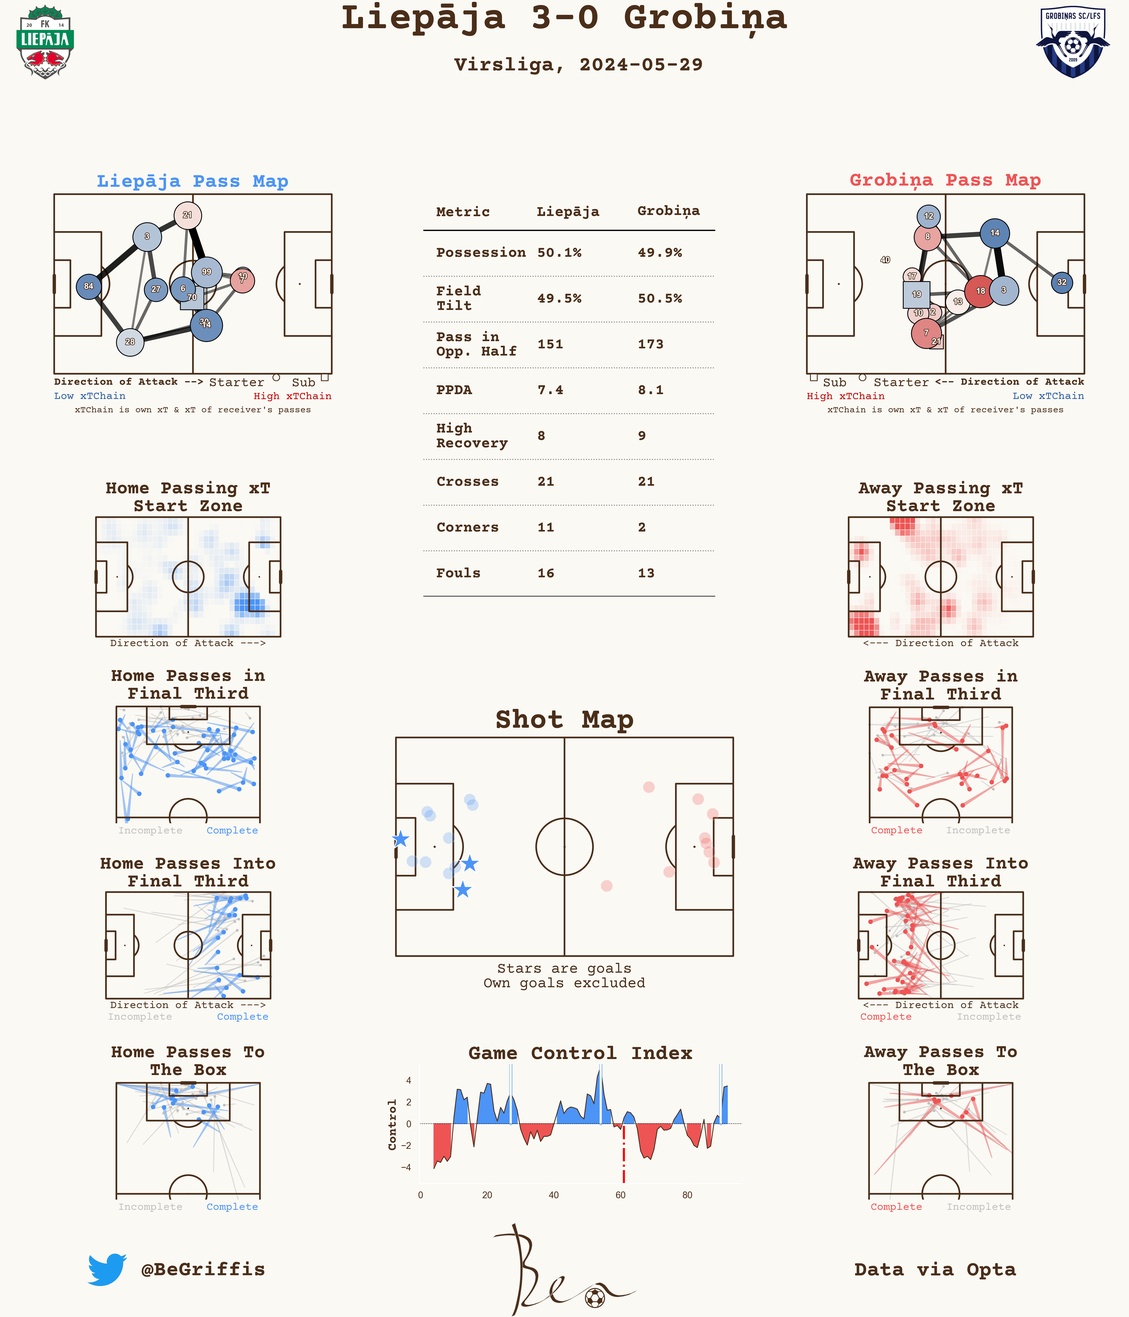 Liepāja 3-0 Grobiņa
Virsliga, 2024-05-29
20 FK 14
LIEPĀJA
GROBIŅAS SC/LFS
2009
Liepāja Pass Map
21
3
99
84
27
6
70
7
14
28
Direction of Attack --> Starter Sub
Low xTChain High xTChain
xTChain is own xT & xT of receiver's passes
Metric Liepāja Grobiņa
Possession 50.1% 49.9%
Field
Tilt 49.5% 50.5%
Pass in
Opp. Half 151 173
PPDA 7.4 8.1
High
Recovery 8 9
Crosses 21 21
Corners 11 2
Fouls 16 13
Grobiņa Pass Map
12
8
14
40
17
32
19
18
3
13
10
2
7
21
Sub Starter <-- Direction of Attack
High xTChain Low xTChain
xTChain is own xT & xT of receiver's passes
Home Passing xT
Start Zone
Direction of Attack --->
Away Passing xT
Start Zone
<--- Direction of Attack
Home Passes in
Final Third
Incomplete Complete
Away Passes in
Final Third
Complete Incomplete
Shot Map
Stars are goals
Own goals excluded
Home Passes Into
Final Third
Direction of Attack --->
Incomplete Complete
Away Passes Into
Final Third
<--- Direction of Attack
Complete Incomplete
Home Passes To
The Box
Incomplete Complete
Game Control Index
Control
4
2
0
−2
−4
0 20 40 60 80
Away Passes To
The Box
Complete Incomplete
@BeGriffis
Ben
Data via Opta